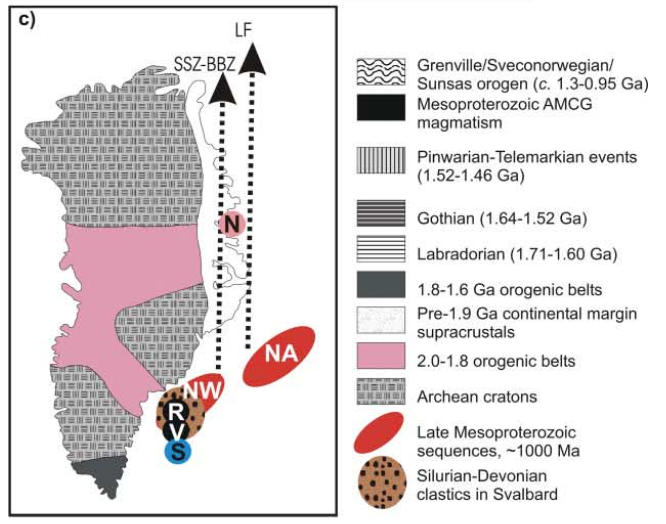 c)
LF
SSZ-BBZ
N
NA
NW
R
V
S
Grenville/Sveconorwegian/
Sunsas orogen (c. 1.3-0.95 Ga)
Mesoproterozoic AMCG
magmatism
Pinwarian-Telemarkian events
(1.52-1.46 Ga)
Gothian (1.64-1.52 Ga)
Labradorian (1.71-1.60 Ga)
1.8-1.6 Ga orogenic belts
Pre-1.9 Ga continental margin
supracrustals
2.0-1.8 orogenic belts
Archean cratons
Late Mesoproterozoic
sequences, ~1000 Ma
Silurian-Devonian
clastics in Svalbard